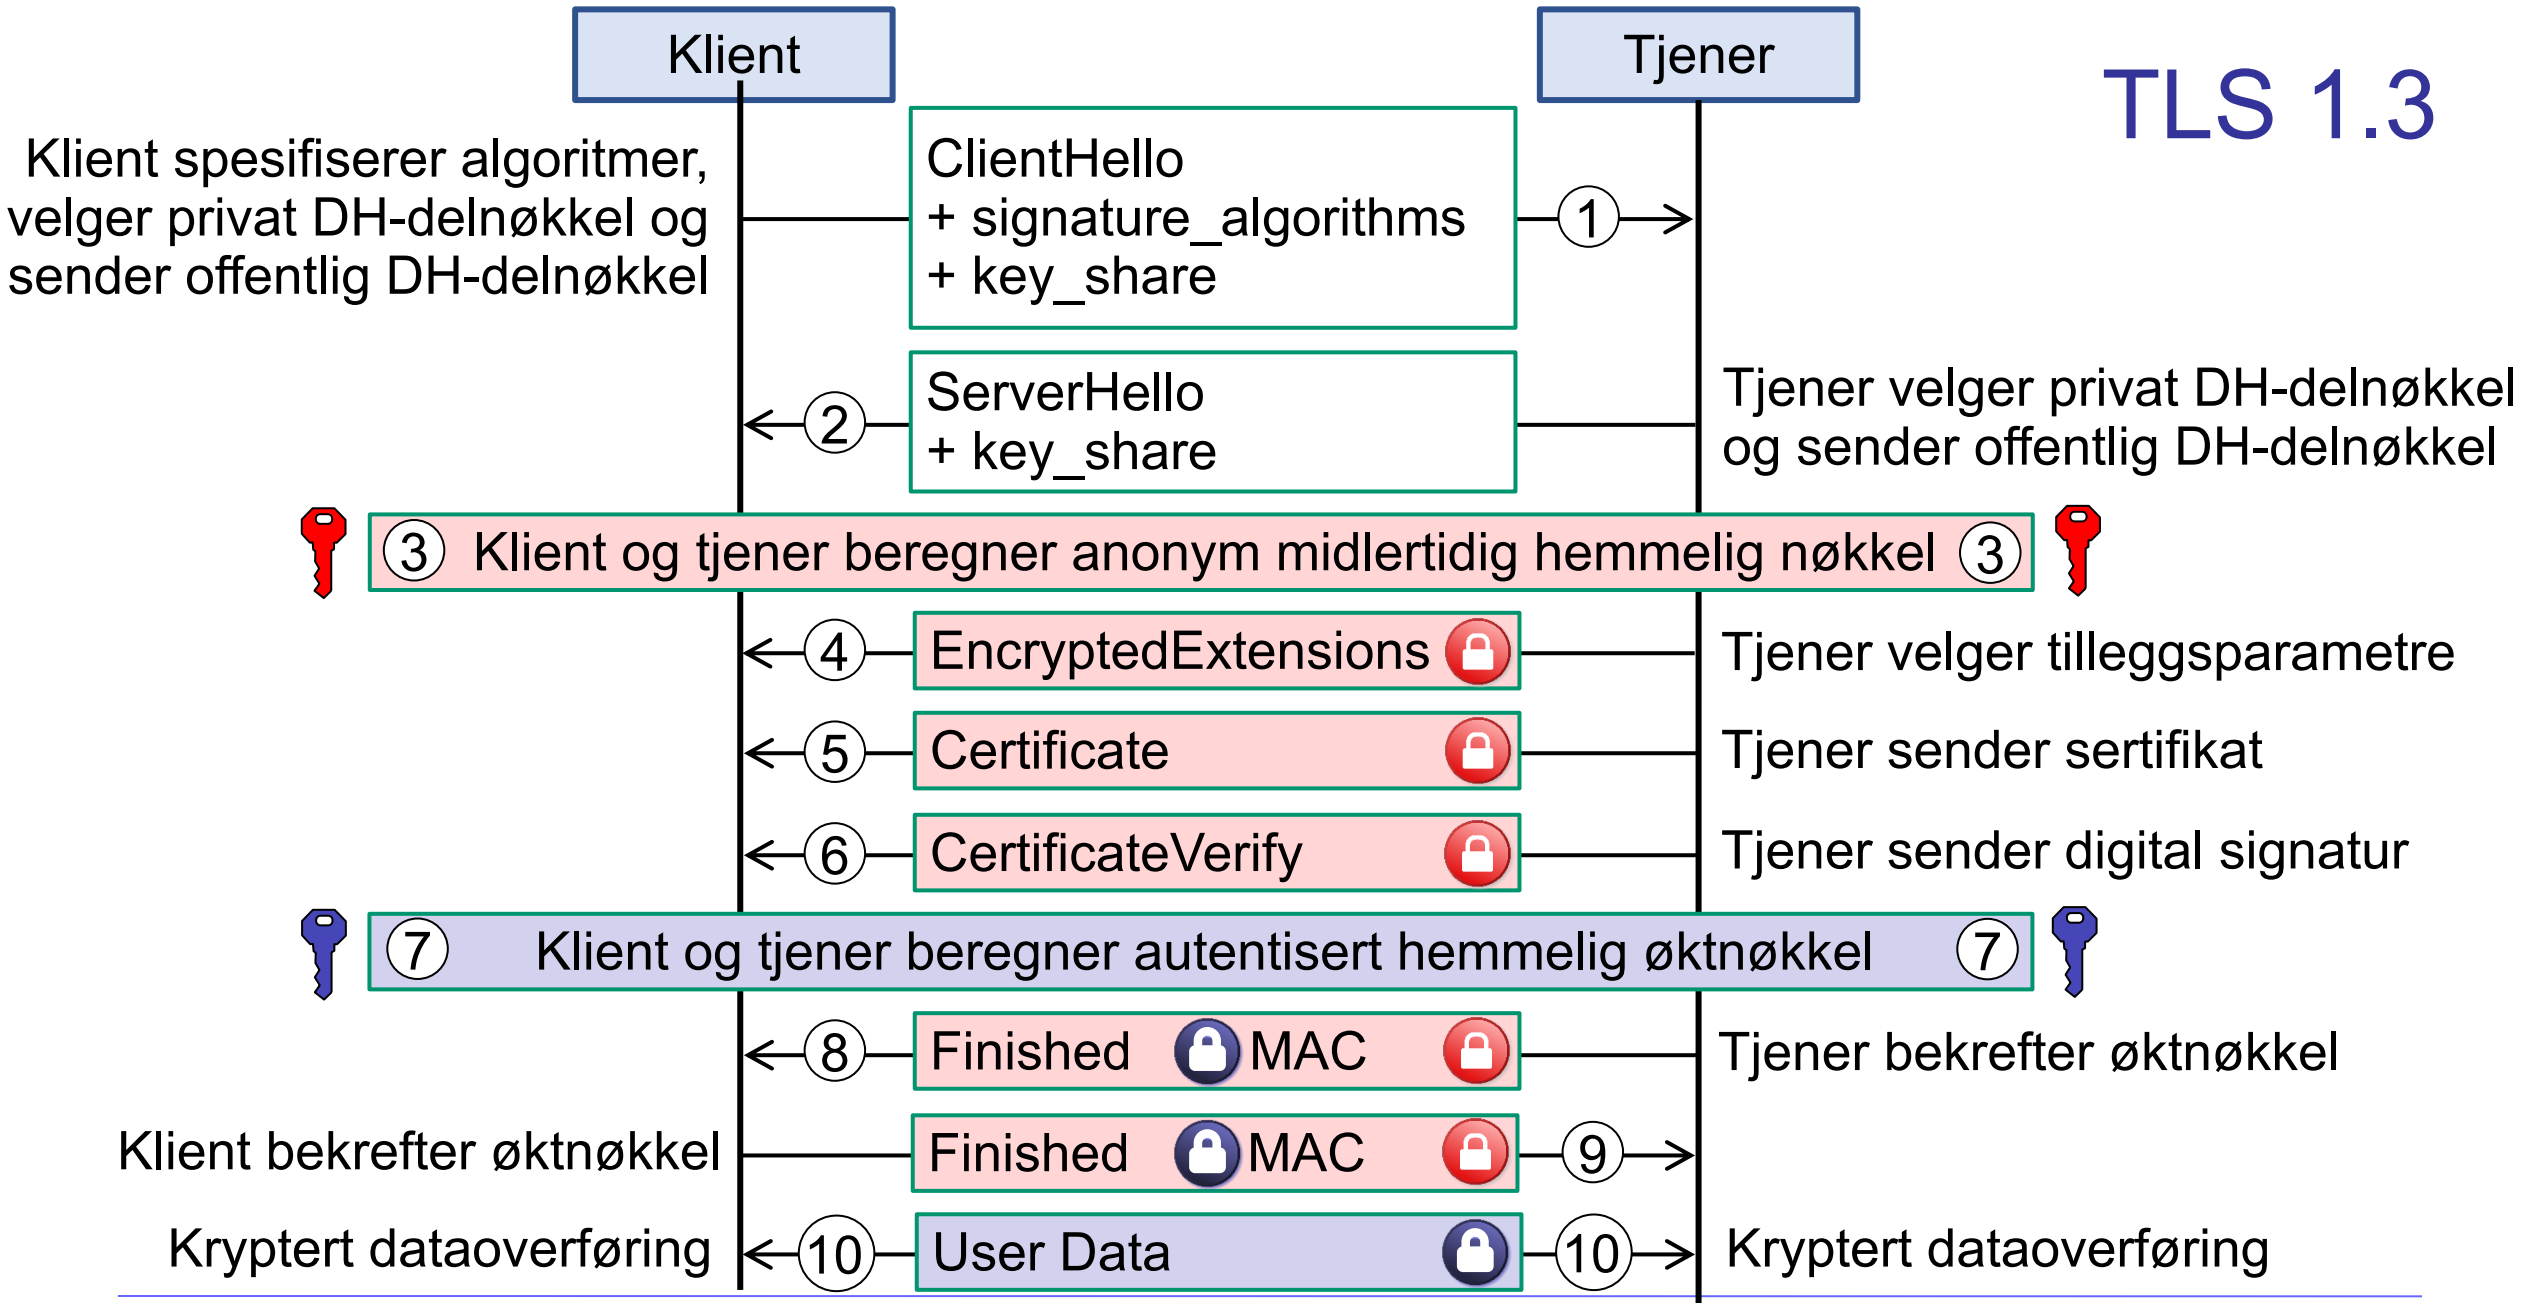 Klient
Tjener
TLS 1.3
Klient spesifiserer algoritmer,
velger privat DH-delnøkkel og
sender offentlig DH-delnøkkel
ClientHello
+ signature_algorithms
+ key_share
1
2
ServerHello
+ key_share
Tjener velger privat DH-delnøkkel
og sender offentlig DH-delnøkkel
3 Klient og tjener beregner anonym midlertidig hemmelig nøkkel 3
4 EncryptedExtensions Tjener velger tilleggsparametre
5 Certificate Tjener sender sertifikat
6 CertificateVerify Tjener sender digital signatur
7 Klient og tjener beregner autentisert hemmelig øktnøkkel 7
8 Finished MAC Tjener bekrefter øktnøkkel
Klient bekrefter øktnøkkel Finished MAC 9
Kryptert dataoverføring 10 User Data 10 Kryptert dataoverføring